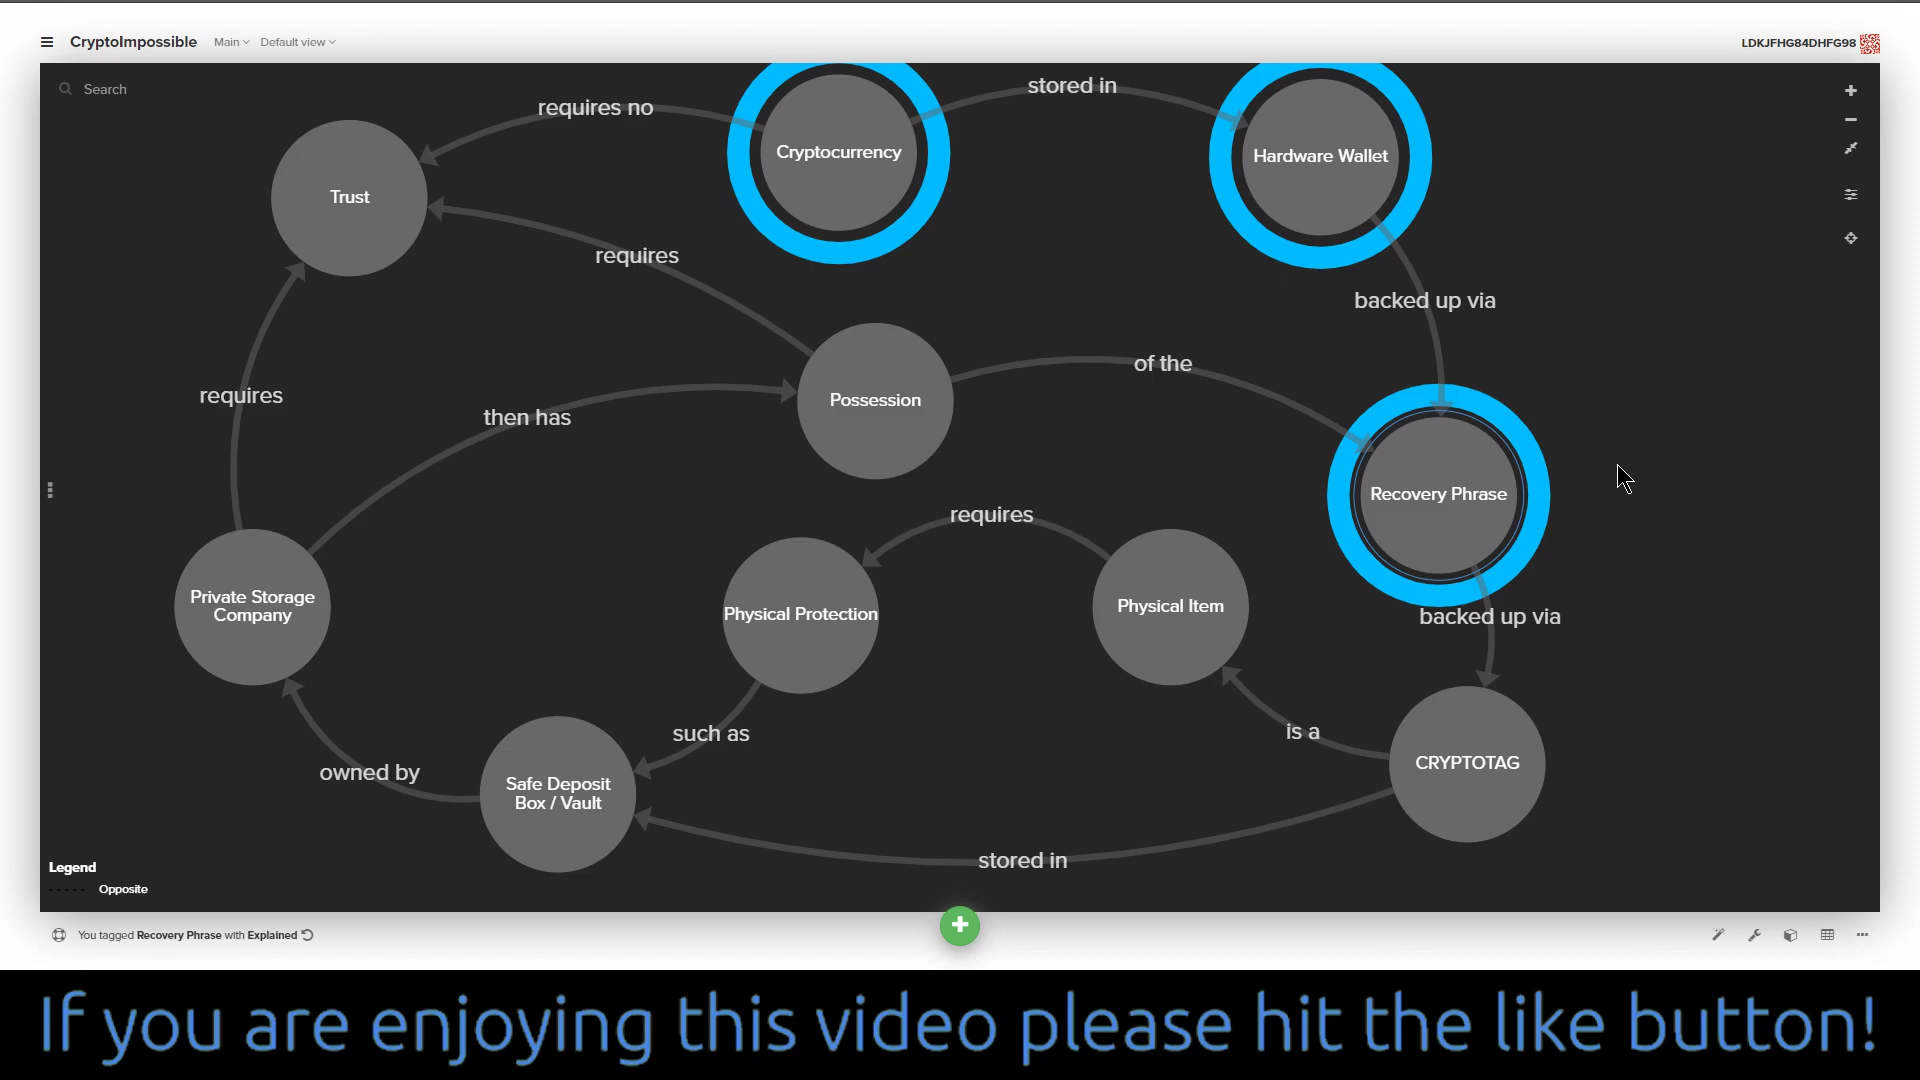 CryptoImpossible Main Default view LDKJFHG84DHFG98
Search
stored in
requires no
Cryptocurrency
Hardware Wallet
Trust
requires
backed up via
of the
requires
Possession
then has
Recovery Phrase
requires
Private Storage
Company
Physical Protection
Physical Item
backed up via
such as
is a
owned by
Safe Deposit
Box / Vault
CRYPTOTAG
stored in
Legend
Opposite
You tagged Recovery Phrase with Explained
If you are enjoying this video please hit the like button!